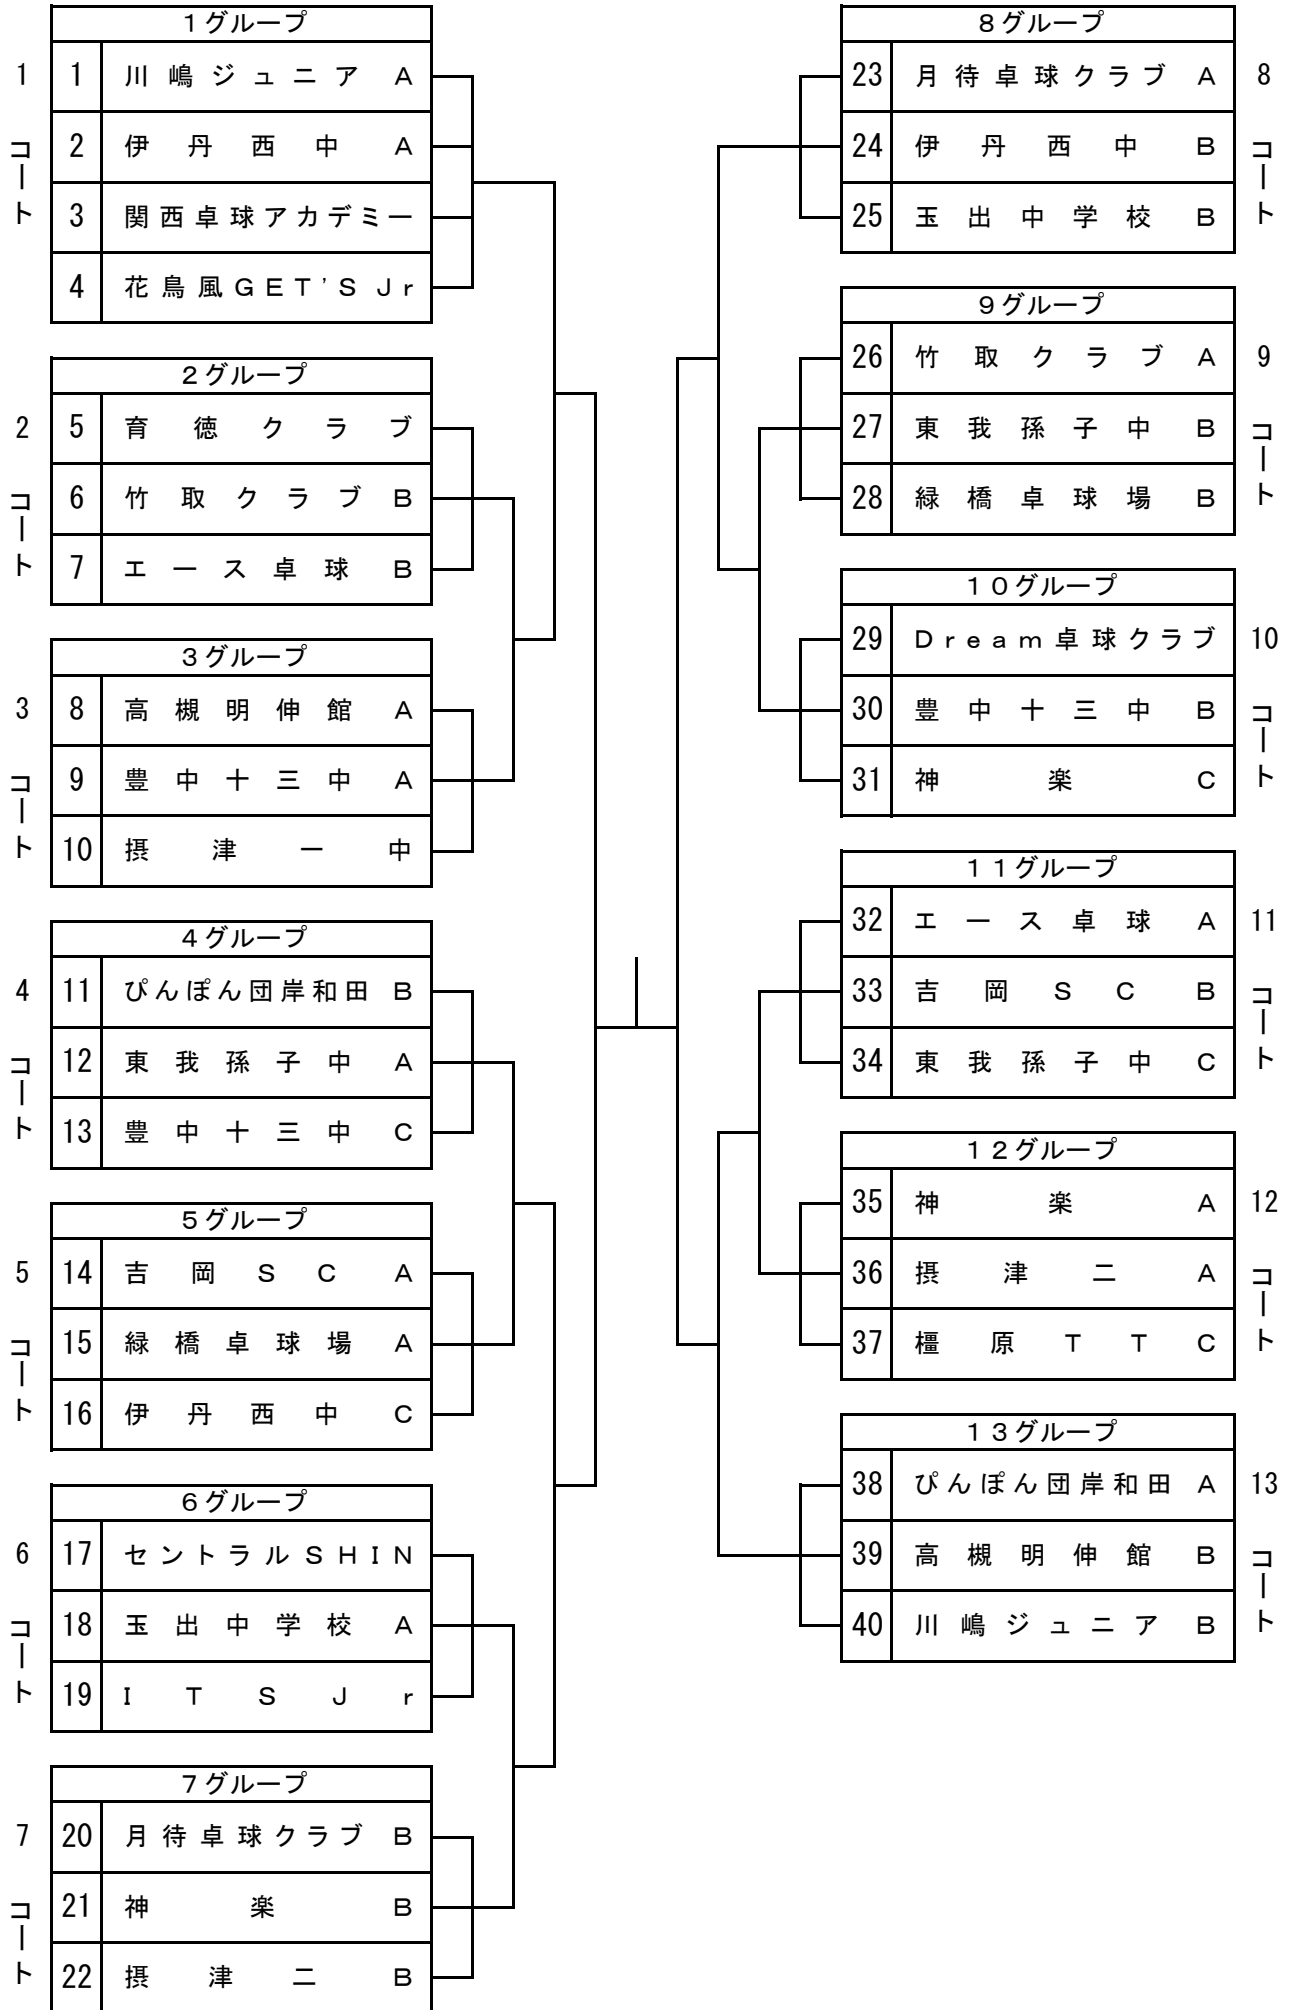 1グループ
1コート
1 川嶋ジュニア A
2 伊丹西中 A
3 関西卓球アカデミー
4 花鳥風GET'S Jr
2グループ
2コート
5 育徳クラブ
6 竹取クラブ B
7 エース卓球 B
3グループ
3コート
8 高槻明伸館 A
9 豊中十三中 A
10 摂津一中
4グループ
4コート
11 ぴんぽん団岸和田 B
12 東我孫子中 A
13 豊中十三中 C
5グループ
5コート
14 吉岡SC A
15 緑橋卓球場 A
16 伊丹西中 C
6グループ
6コート
17 セントラルSHIN
18 玉出中学校 A
19 ITS Jr
7グループ
7コート
20 月待卓球クラブ B
21 神楽 B
22 摂津二 B
8グループ
8コート
23 月待卓球クラブ A
24 伊丹西中 B
25 玉出中学校 B
9グループ
9コート
26 竹取クラブ A
27 東我孫子中 B
28 緑橋卓球場 B
10グループ
10コート
29 Dream卓球クラブ
30 豊中十三中 B
31 神楽 C
11グループ
11コート
32 エース卓球 A
33 吉岡SC B
34 東我孫子中 C
12グループ
12コート
35 神楽 A
36 摂津二 A
37 橿原TTC
13グループ
13コート
38 ぴんぽん団岸和田 A
39 高槻明伸館 B
40 川嶋ジュニア B